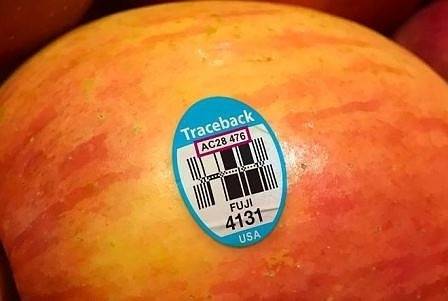 Traceback
AC28 476
FUJI
4131
USA